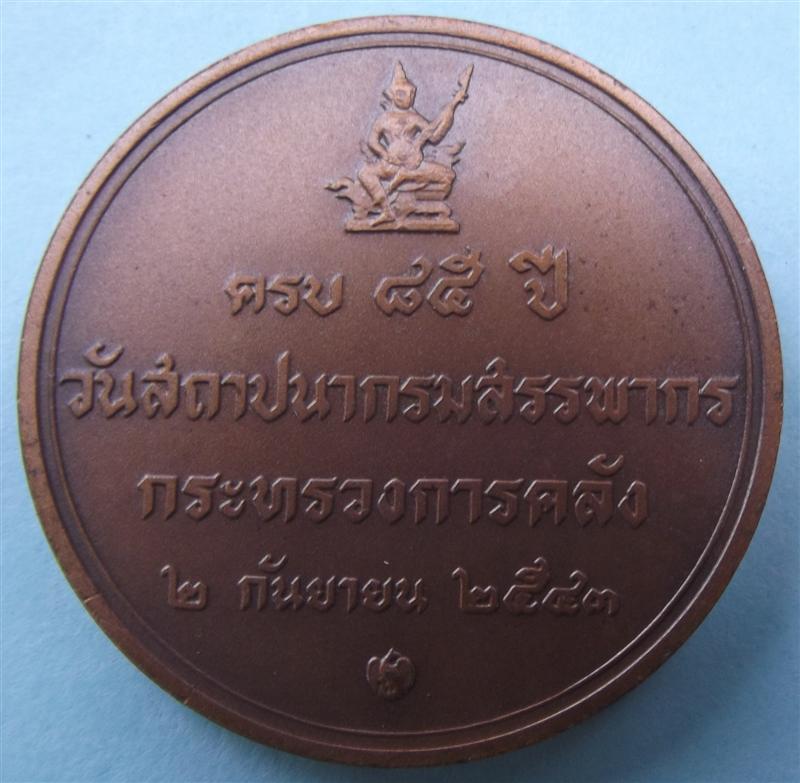 ครบ ๘๕ ปี
วันสถาปนากรมสรรพากร
กระทรวงการคลัง
๒ กันยายน ๒๕๔๓